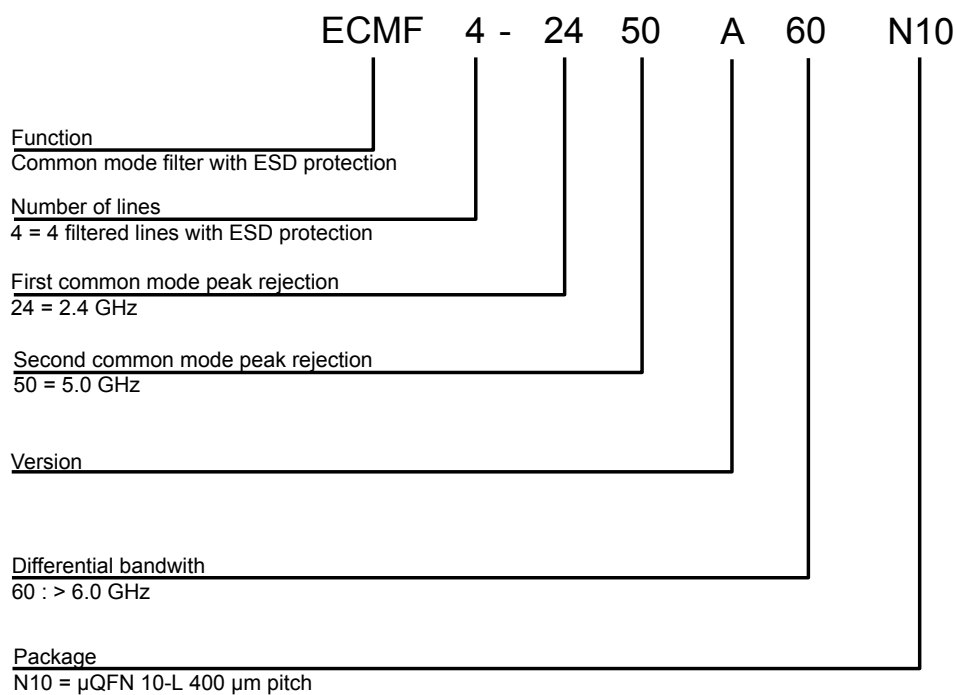 ECMF 4 - 24 50 A 60 N10
Function
Common mode filter with ESD protection
Number of lines
4 = 4 filtered lines with ESD protection
First common mode peak rejection
24 = 2.4 GHz
Second common mode peak rejection
50 = 5.0 GHz
Version
Differential bandwith
60 : > 6.0 GHz
Package
N10 = µQFN 10-L 400 µm pitch